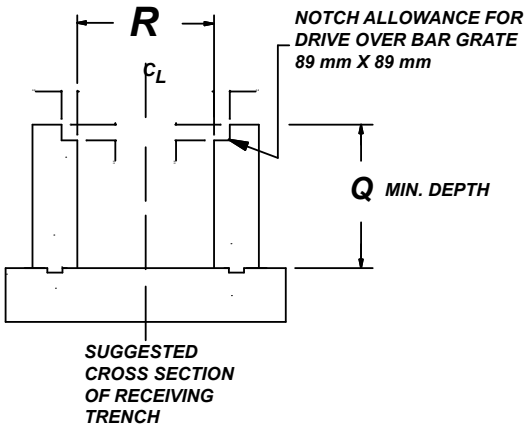 R
NOTCH ALLOWANCE FOR
DRIVE OVER BAR GRATE
89 mm X 89 mm
CL
Q MIN. DEPTH
SUGGESTED
CROSS SECTION
OF RECEIVING
TRENCH